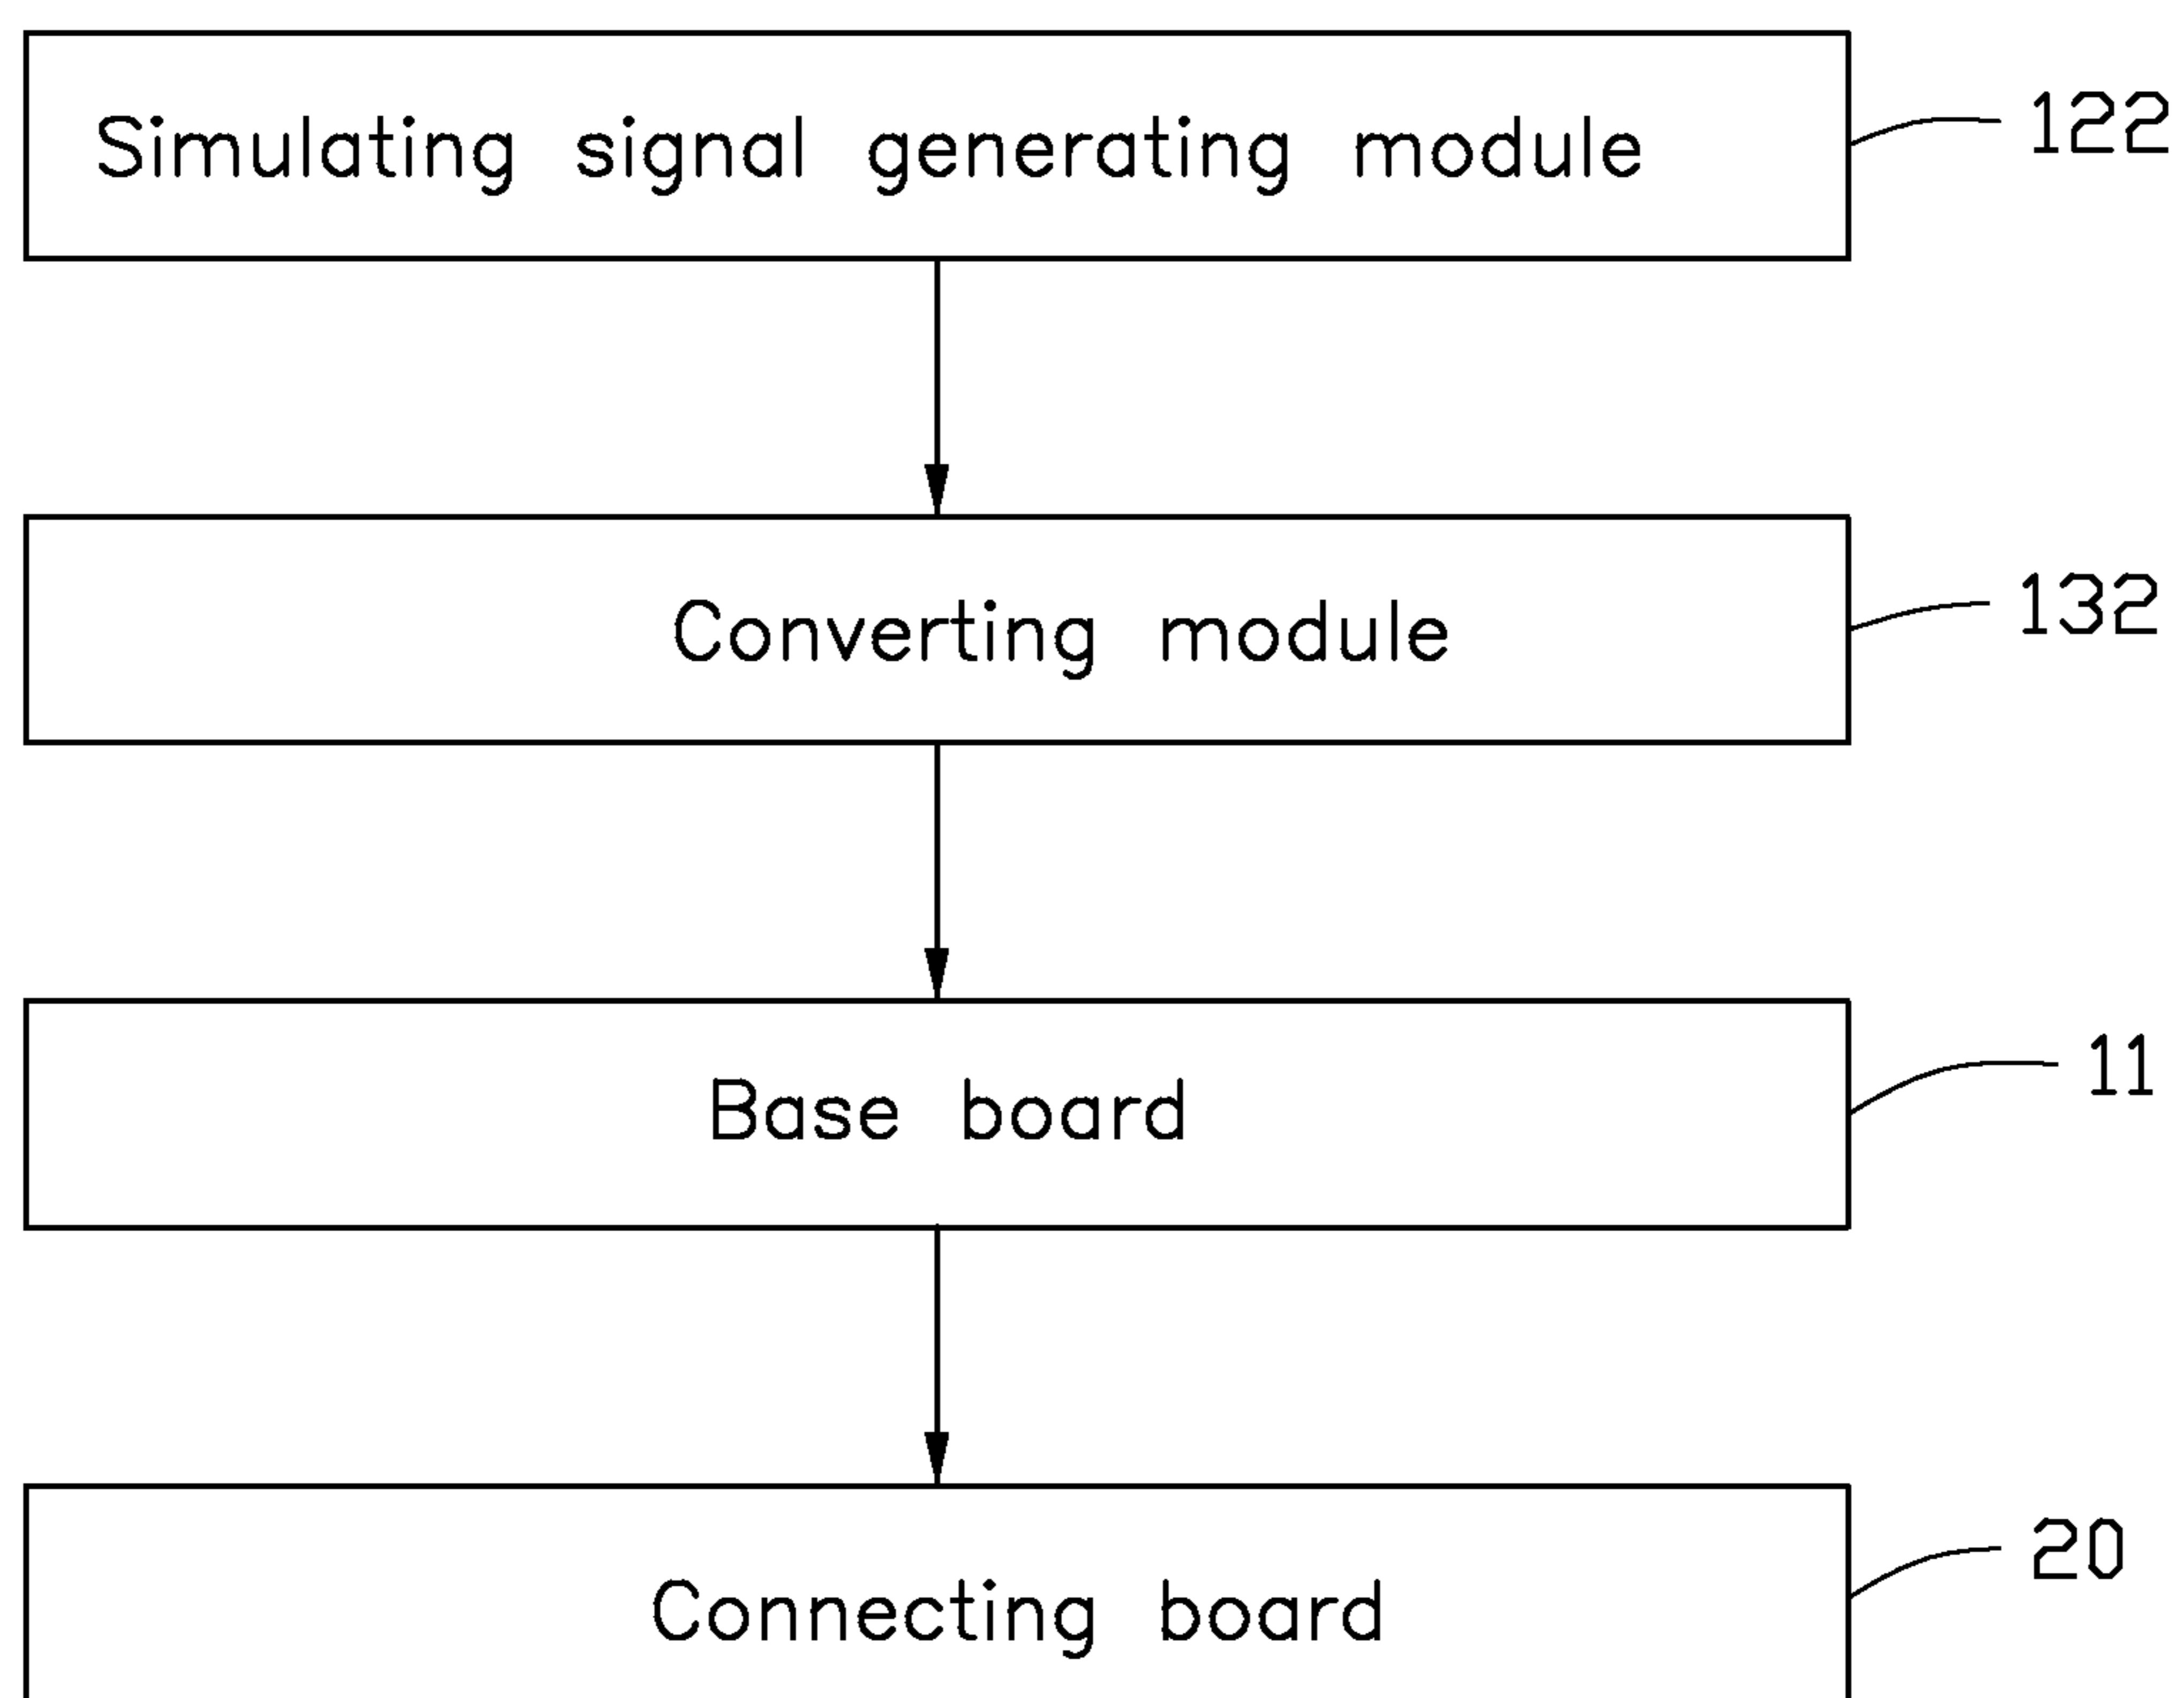 Simulating signal generating module 122
Converting module 132
Base board 11
Connecting board 20